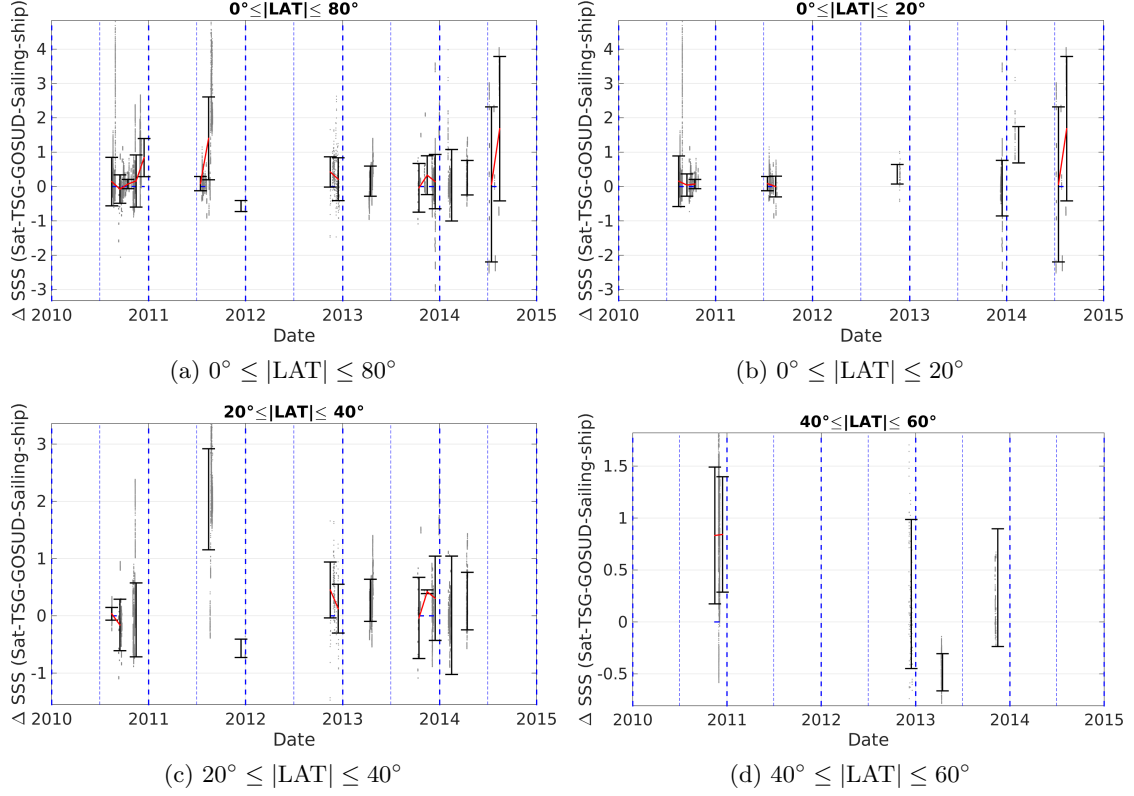 0°≤|LAT|≤ 80°
Δ SSS (Sat-TSG-GOSUD-Sailing-ship)
4
3
2
1
0
-1
-2
-3
2010 2011 2012 2013 2014 2015
Date
(a) 0° ≤ |LAT| ≤ 80°
0°≤|LAT|≤ 20°
Δ SSS (Sat-TSG-GOSUD-Sailing-ship)
4
3
2
1
0
-1
-2
-3
2010 2011 2012 2013 2014 2015
Date
(b) 0° ≤ |LAT| ≤ 20°
20°≤|LAT|≤ 40°
Δ SSS (Sat-TSG-GOSUD-Sailing-ship)
3
2
1
0
-1
2010 2011 2012 2013 2014 2015
Date
(c) 20° ≤ |LAT| ≤ 40°
40°≤|LAT|≤ 60°
Δ SSS (Sat-TSG-GOSUD-Sailing-ship)
1.5
1
0.5
0
-0.5
2010 2011 2012 2013 2014 2015
Date
(d) 40° ≤ |LAT| ≤ 60°